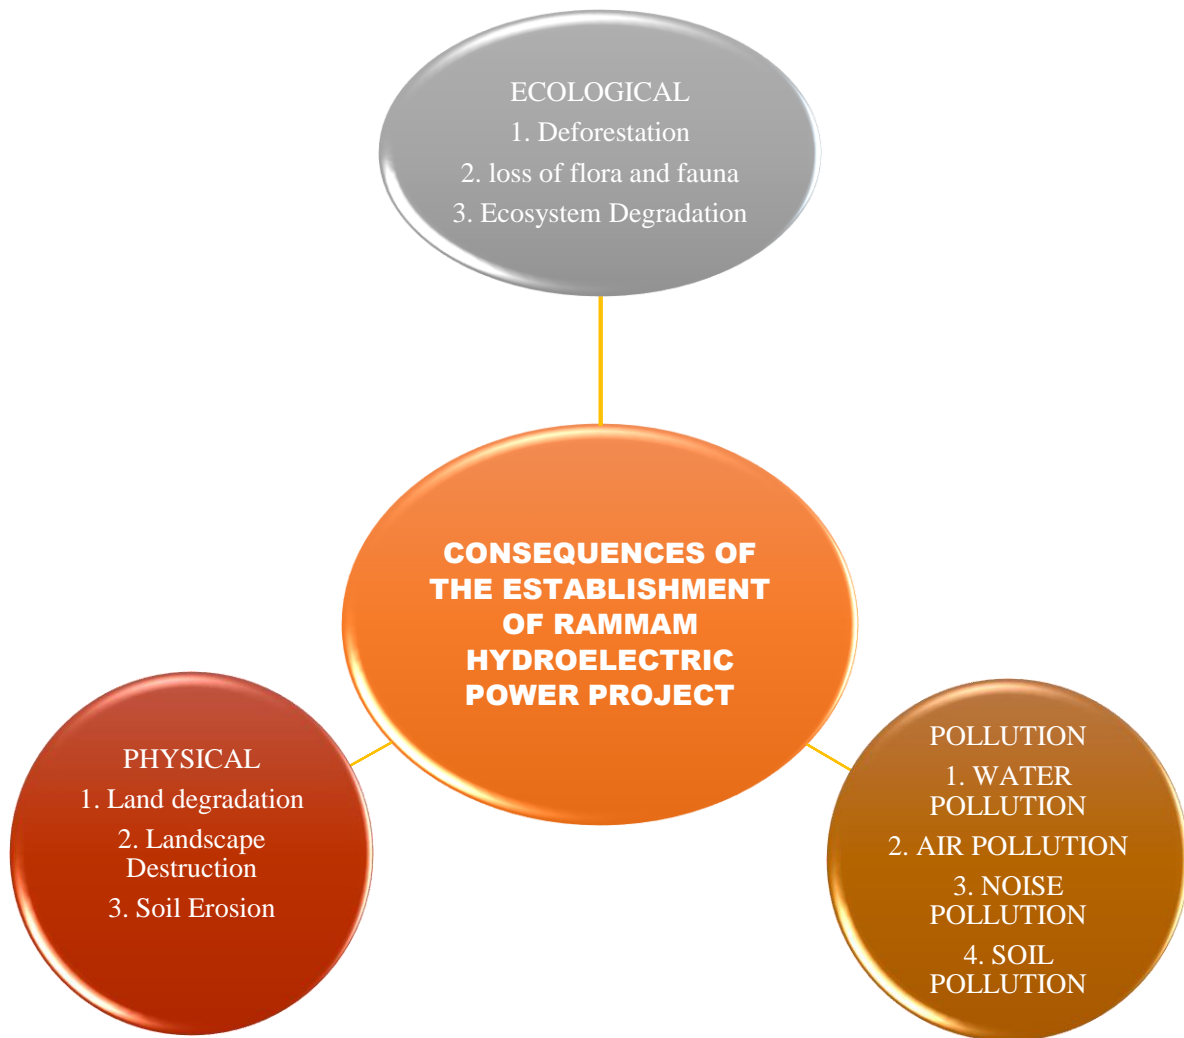 ECOLOGICAL
1. Deforestation
2. loss of flora and fauna
3. Ecosystem Degradation
CONSEQUENCES OF
THE ESTABLISHMENT
OF RAMMAM
HYDROELECTRIC
POWER PROJECT
PHYSICAL
1. Land degradation
2. Landscape
Destruction
3. Soil Erosion
POLLUTION
1. WATER
POLLUTION
2. AIR POLLUTION
3. NOISE
POLLUTION
4. SOIL
POLLUTION